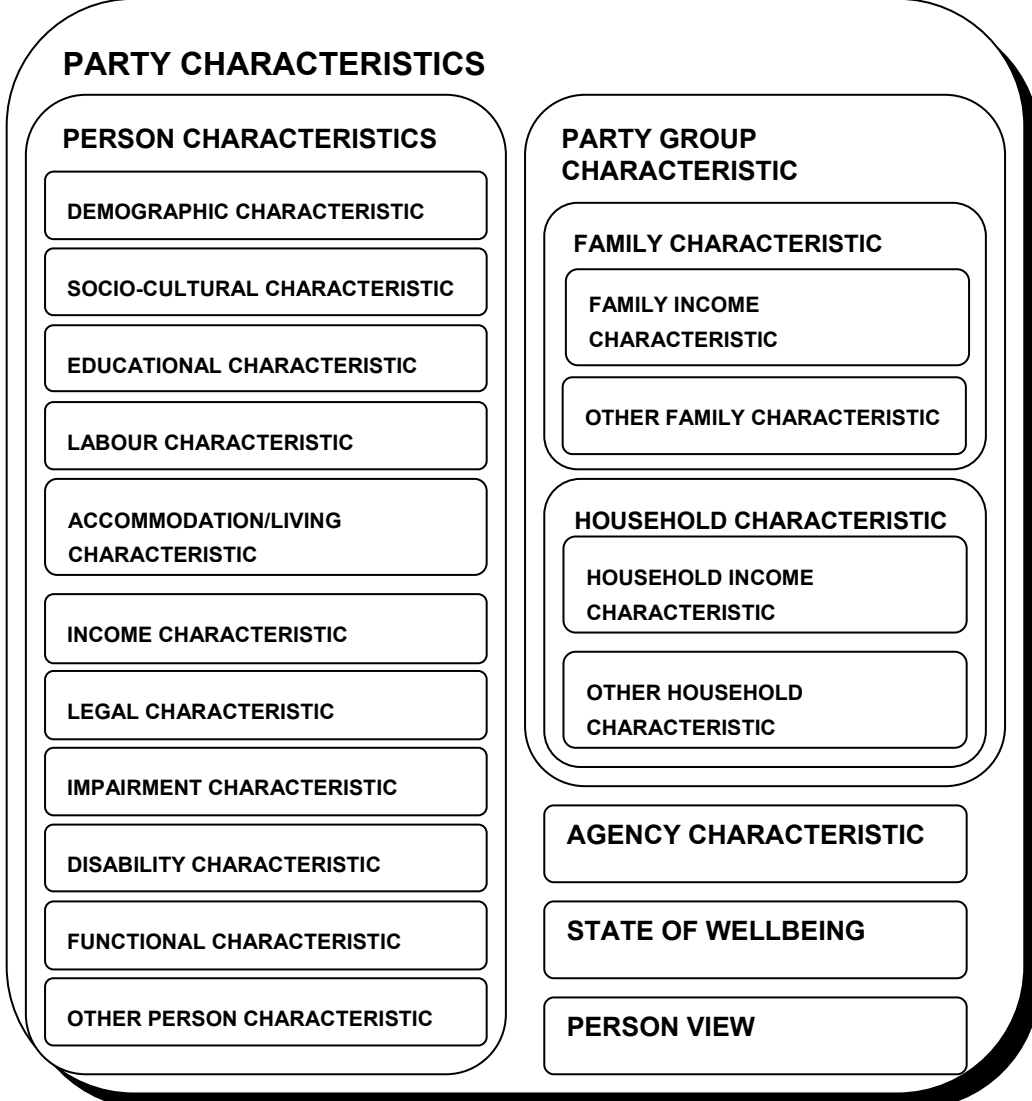 PARTY CHARACTERISTICS
PERSON CHARACTERISTICS
DEMOGRAPHIC CHARACTERISTIC
SOCIO-CULTURAL CHARACTERISTIC
EDUCATIONAL CHARACTERISTIC
LABOUR CHARACTERISTIC
ACCOMMODATION/LIVING
CHARACTERISTIC
INCOME CHARACTERISTIC
LEGAL CHARACTERISTIC
IMPAIRMENT CHARACTERISTIC
DISABILITY CHARACTERISTIC
FUNCTIONAL CHARACTERISTIC
OTHER PERSON CHARACTERISTIC
PARTY GROUP
CHARACTERISTIC
FAMILY CHARACTERISTIC
FAMILY INCOME
CHARACTERISTIC
OTHER FAMILY CHARACTERISTIC
HOUSEHOLD CHARACTERISTIC
HOUSEHOLD INCOME
CHARACTERISTIC
OTHER HOUSEHOLD
CHARACTERISTIC
AGENCY CHARACTERISTIC
STATE OF WELLBEING
PERSON VIEW